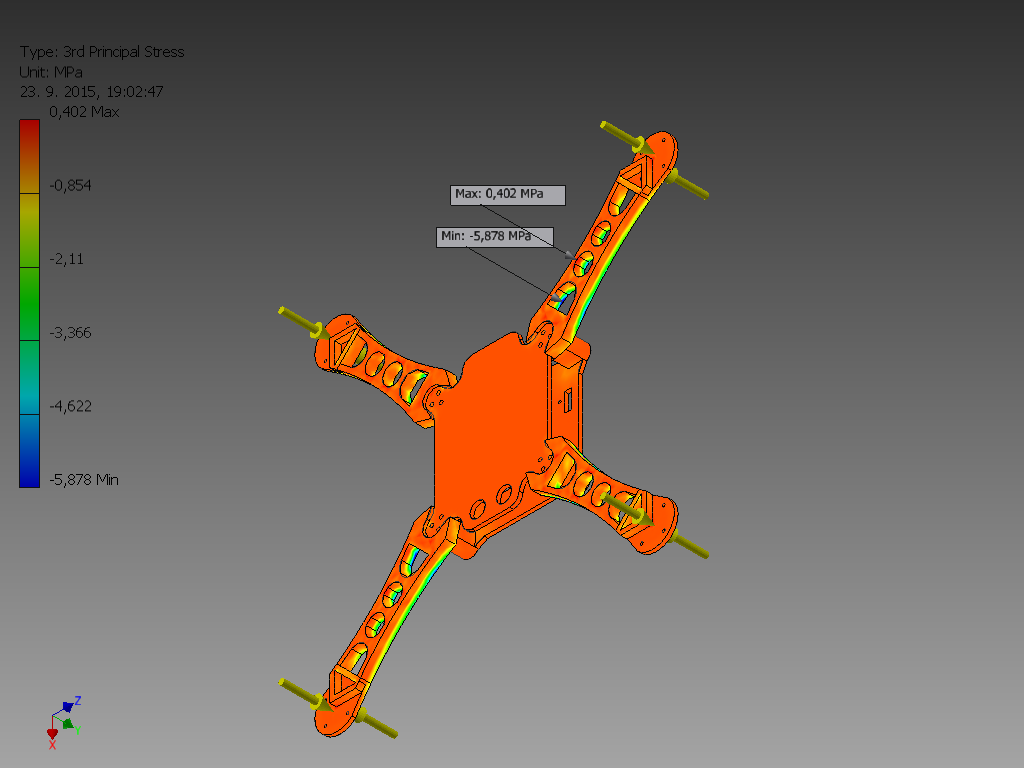 Type: 3rd Principal Stress
Unit: MPa
23. 9. 2015, 19:02:47
0,402 Max
-0,854
-2,11
-3,366
-4,622
-5,878 Min
Max: 0,402 MPa
Min: -5,878 MPa
Z
Y
X